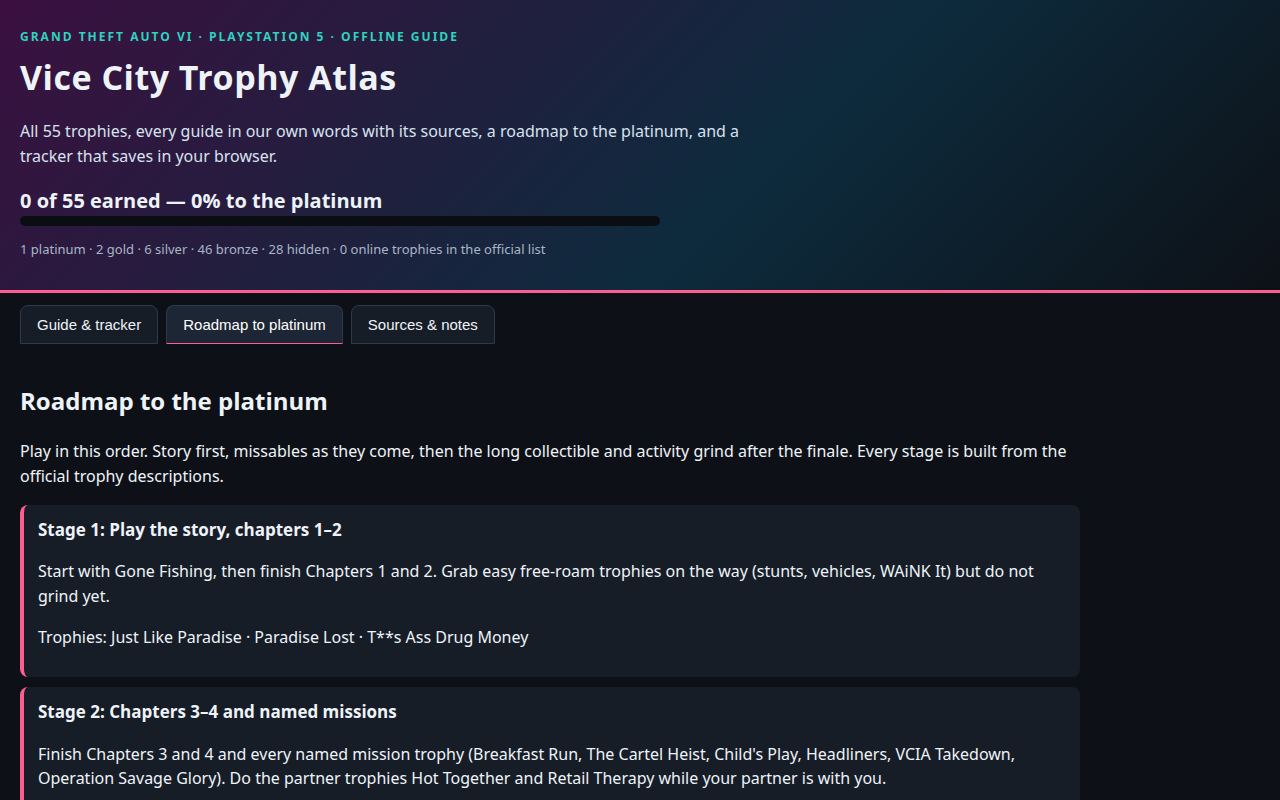 GRAND THEFT AUTO VI · PLAYSTATION 5 · OFFLINE GUIDE
Vice City Trophy Atlas
All 55 trophies, every guide in our own words with its sources, a roadmap to the platinum, and a
tracker that saves in your browser.
0 of 55 earned — 0% to the platinum
1 platinum · 2 gold · 6 silver · 46 bronze · 28 hidden · 0 online trophies in the official list
Guide & tracker
Roadmap to platinum
Sources & notes
Roadmap to the platinum
Play in this order. Story first, missables as they come, then the long collectible and activity grind after the finale. Every stage is built from the
official trophy descriptions.
Stage 1: Play the story, chapters 1–2
Start with Gone Fishing, then finish Chapters 1 and 2. Grab easy free-roam trophies on the way (stunts, vehicles, WAiNK It) but do not
grind yet.
Trophies: Just Like Paradise · Paradise Lost · T**s Ass Drug Money
Stage 2: Chapters 3–4 and named missions
Finish Chapters 3 and 4 and every named mission trophy (Breakfast Run, The Cartel Heist, Child's Play, Headliners, VCIA Takedown,
Operation Savage Glory). Do the partner trophies Hot Together and Retail Therapy while your partner is with you.